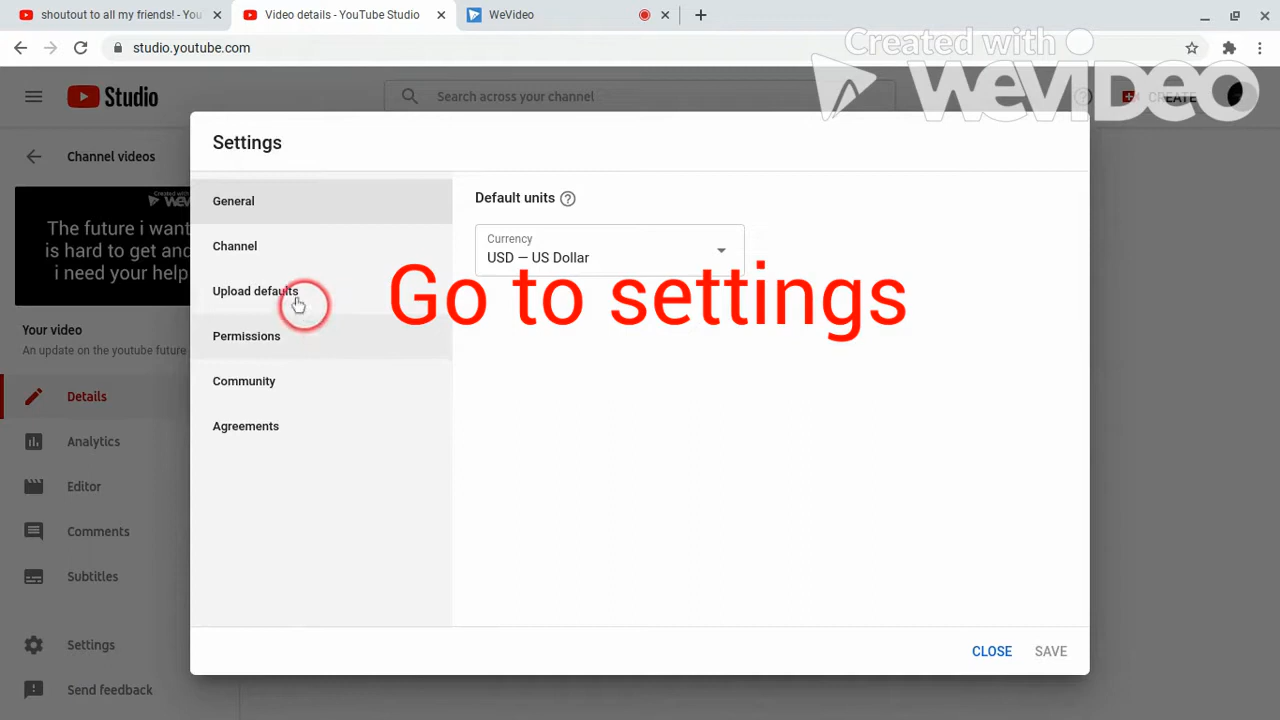 shoutout to all my friends! - You
Video details - YouTube Studio
WeVideo
studio.youtube.com
Created with
WEVIDEO
Studio
Search across your channel
CREATE
Channel videos
Created with
The future i want
is hard to get and
i need your help
Your video
An update on the youtube future
Details
Analytics
Editor
Comments
Subtitles
Settings
Send feedback
Settings
General
Channel
Upload defaults
Permissions
Community
Agreements
Default units
Currency
USD — US Dollar
Go to settings
CLOSE
SAVE